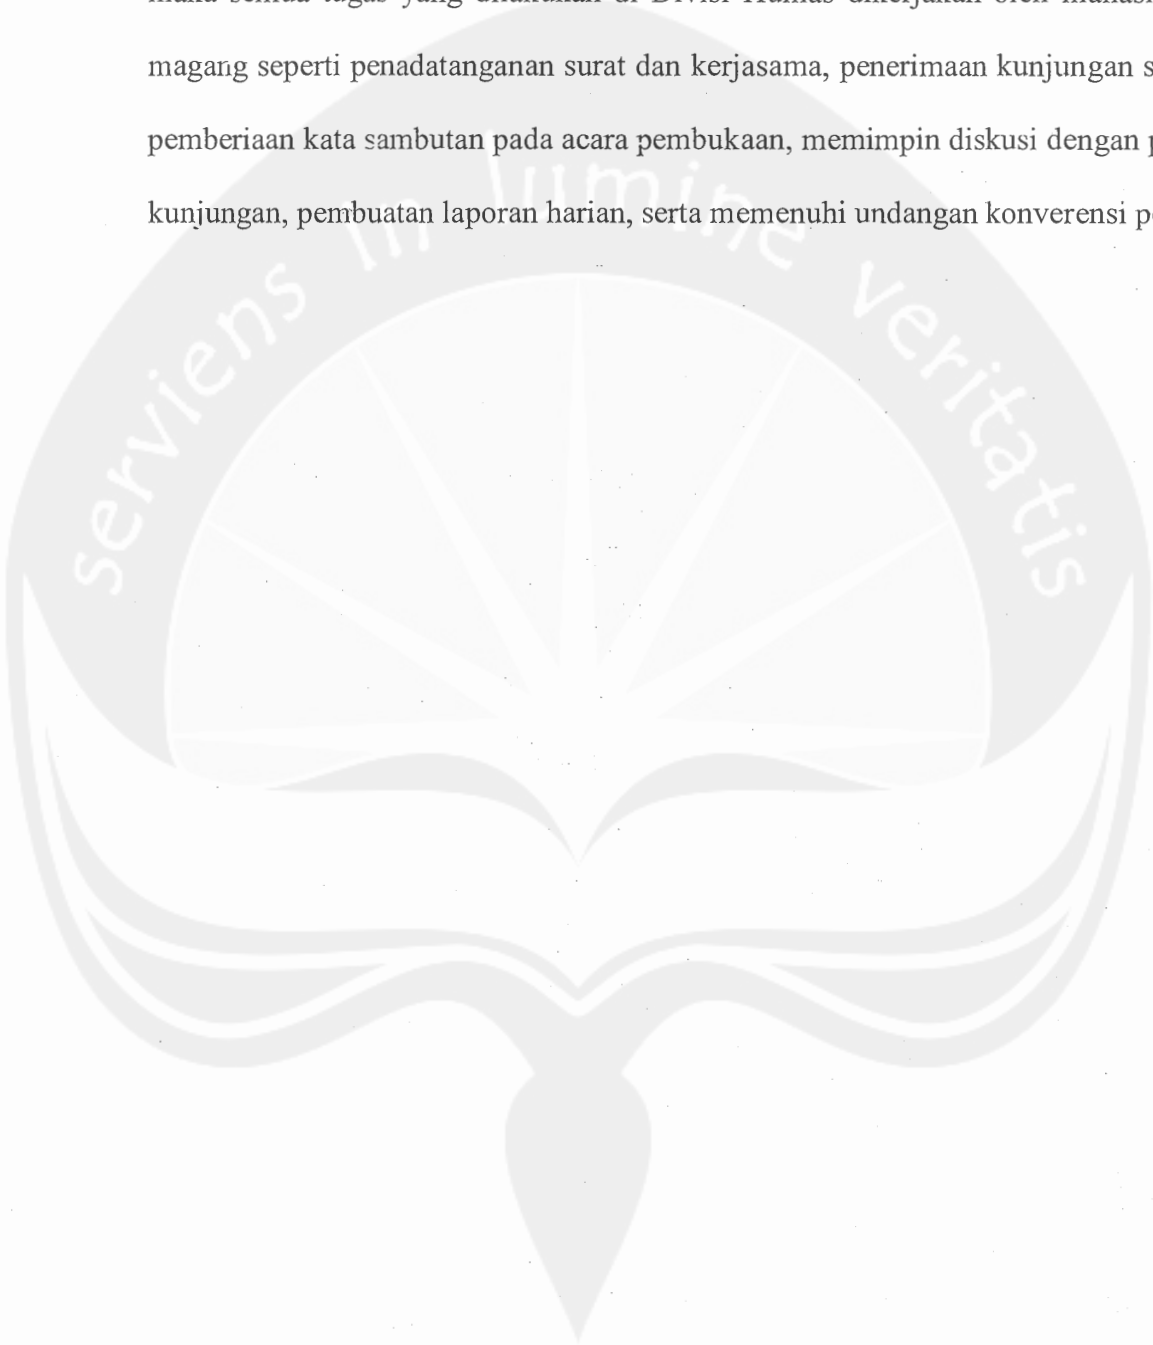 magang seperti penadatanganan surat dan kerjasama, penerimaan kunjungan
pemberiaan kata sambutan pada acara pembukaan, memimpin diskusi dengan
kunjungan, pembuatan laporan harian, serta memenuhi undangan konverensi
serviens in lumine veritatis